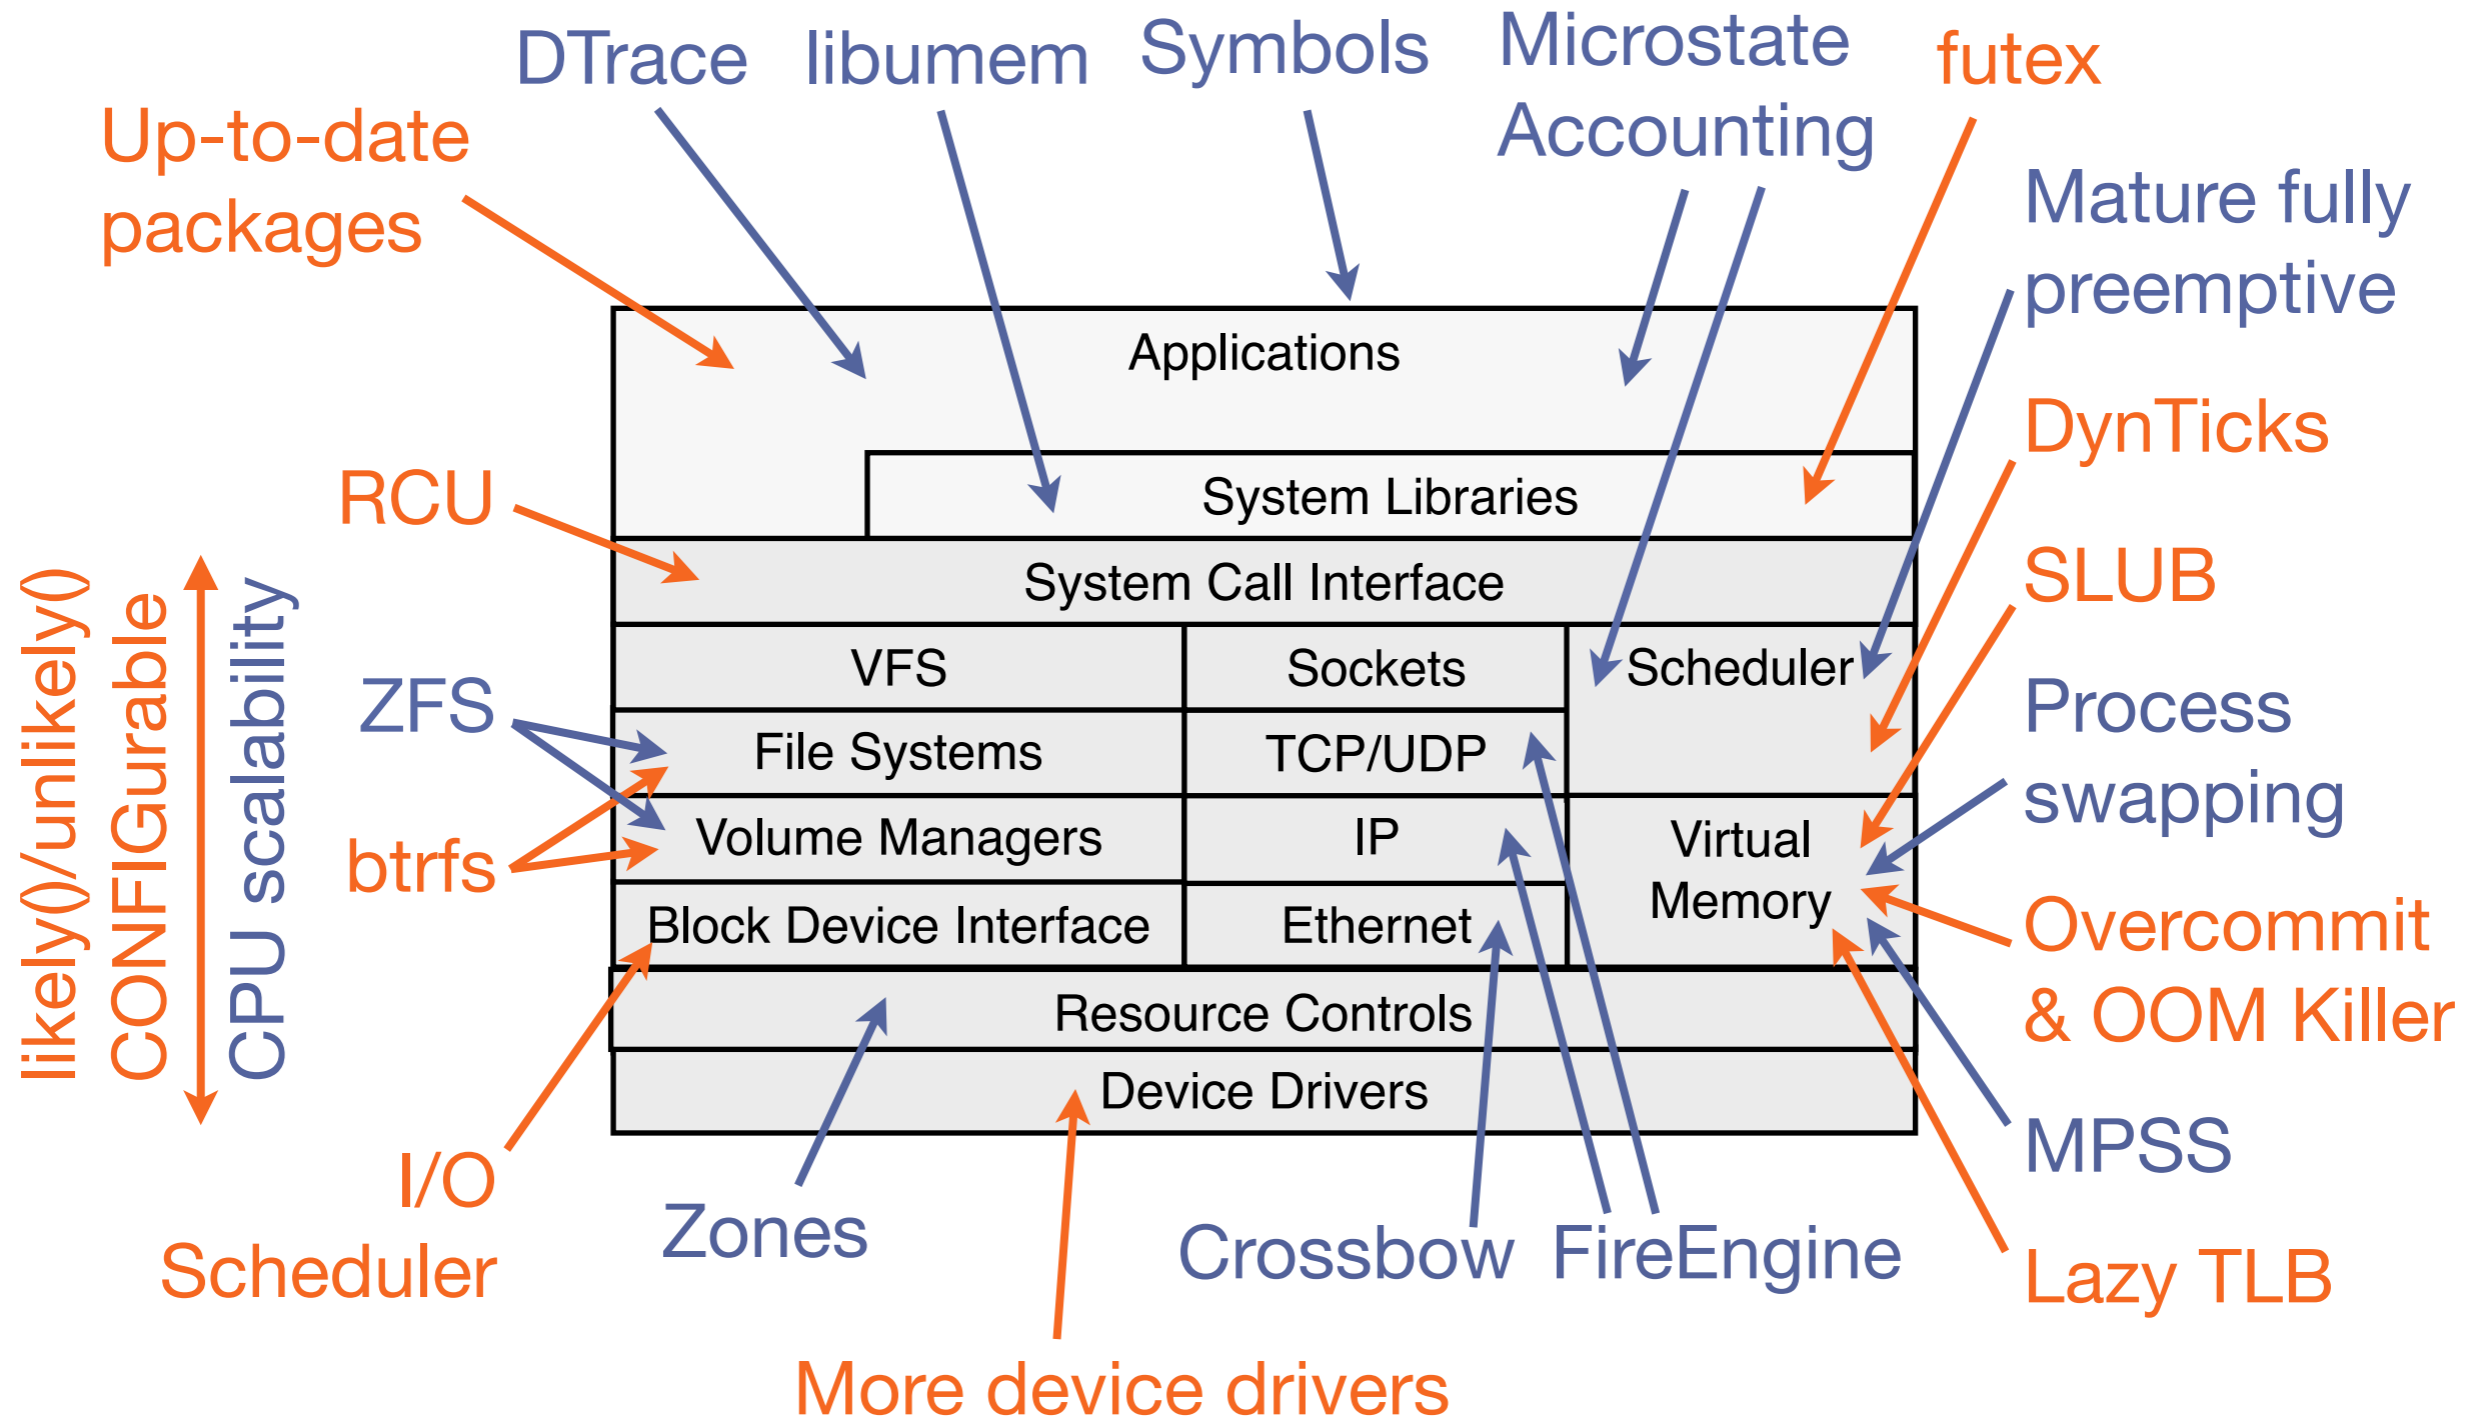 DTrace
libumem
Symbols
Microstate
Accounting
futex
Up-to-date
packages
Mature fully
preemptive
Applications
DynTicks
RCU
System Libraries
SLUB
System Call Interface
likely()/unlikely()
CONFIGurable
CPU scalability
ZFS
VFS
Sockets
Scheduler
Process
swapping
File Systems
TCP/UDP
btrfs
Volume Managers
IP
Virtual
Memory
Block Device Interface
Ethernet
Overcommit
& OOM Killer
Resource Controls
Device Drivers
MPSS
I/O
Scheduler
Zones
Crossbow
FireEngine
Lazy TLB
More device drivers